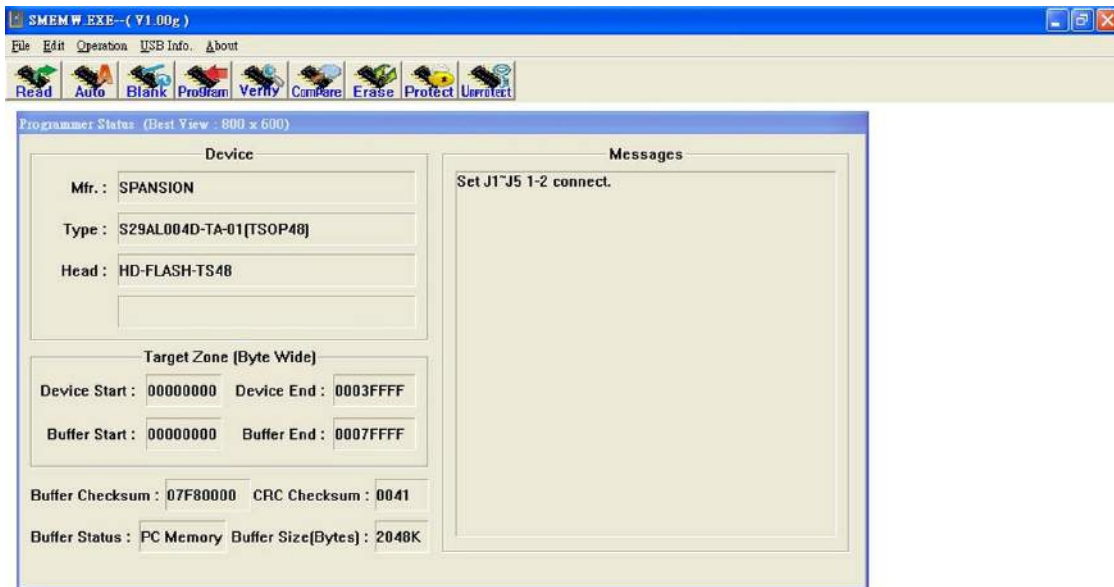 SMEMW.EXE--( V1.00g )
File Edit Operation USB Info. About
Read Auto Blank Program Verify Compare Erase Protect Unprotect
Programmer Status (Best View : 800 x 600)
Device
Mfr. : SPANSION
Type : S29AL004D-TA-01(TSOP48)
Head : HD-FLASH-TS48
Target Zone (Byte Wide)
Device Start : 00000000 Device End : 0003FFFF
Buffer Start : 00000000 Buffer End : 0007FFFF
Buffer Checksum : 07F80000 CRC Checksum : 0041
Buffer Status : PC Memory Buffer Size(Bytes) : 2048K
Messages
Set J1~J5 1-2 connect.